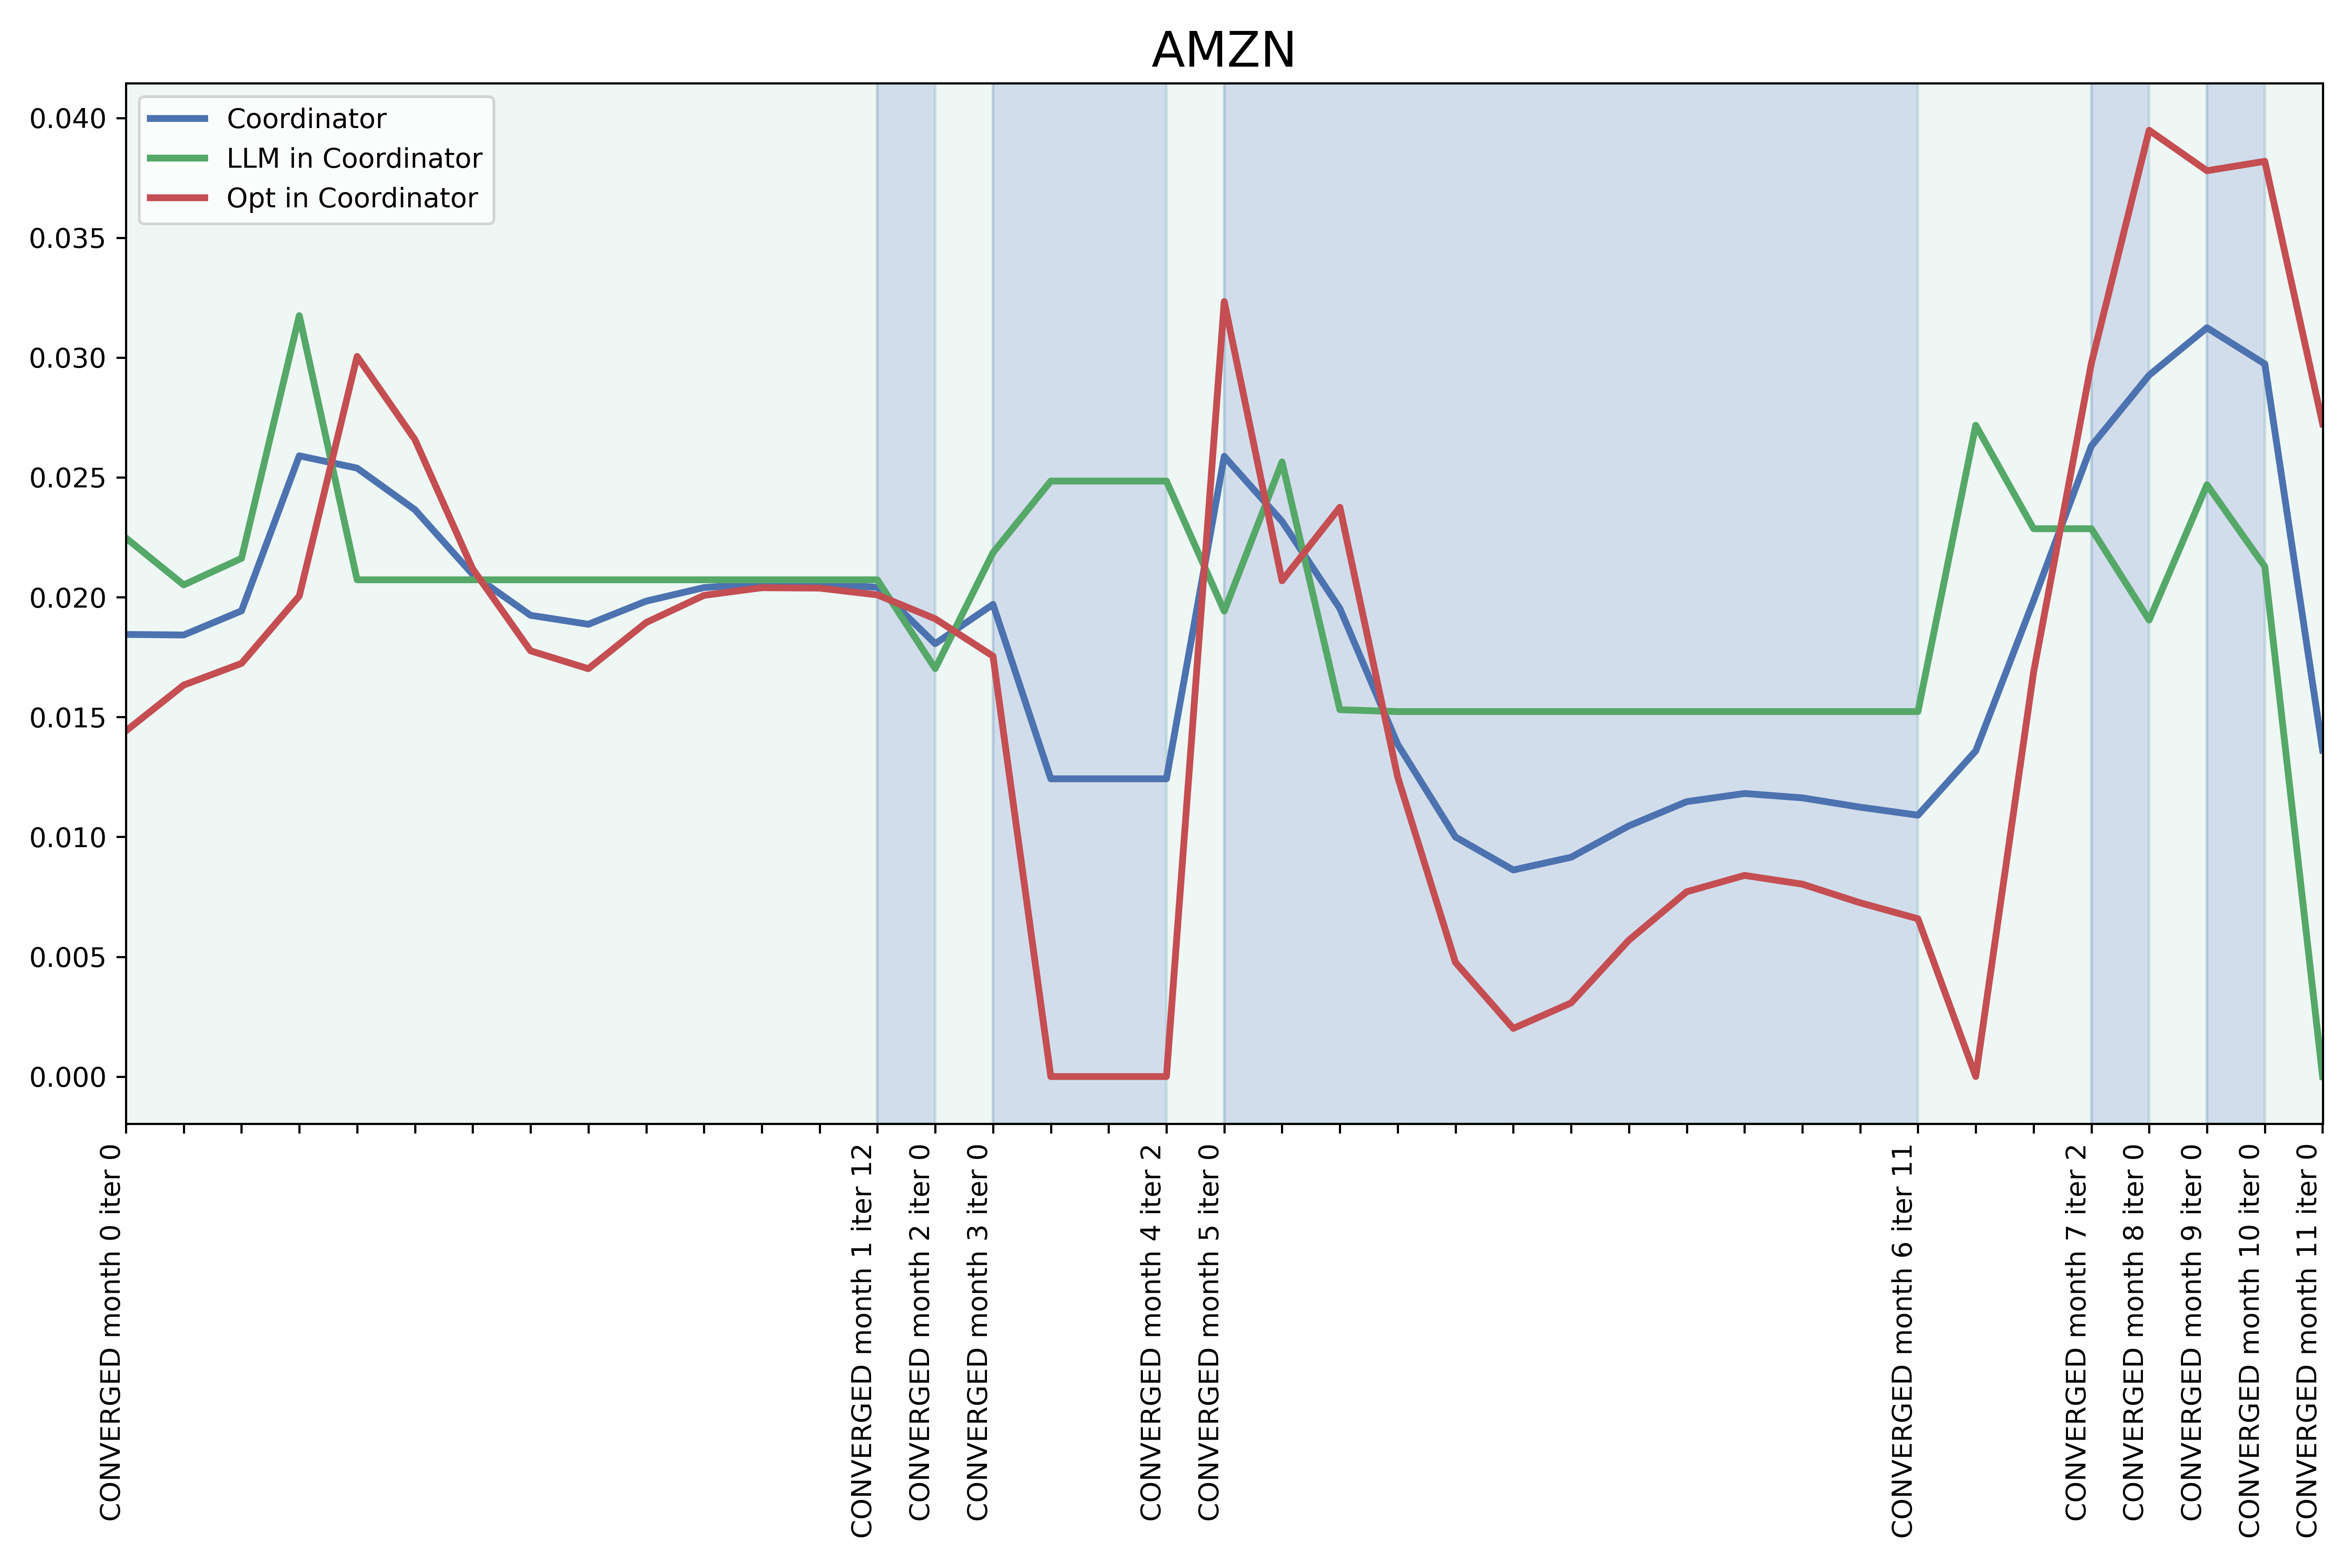 AMZN
Coordinator
LLM in Coordinator
Opt in Coordinator
0.040
0.035
0.030
0.025
0.020
0.015
0.010
0.005
0.000
CONVERGED month 0 iter 0
CONVERGED month 1 iter 12
CONVERGED month 2 iter 0
CONVERGED month 3 iter 0
CONVERGED month 4 iter 2
CONVERGED month 5 iter 0
CONVERGED month 6 iter 11
CONVERGED month 7 iter 2
CONVERGED month 8 iter 0
CONVERGED month 9 iter 0
CONVERGED month 10 iter 0
CONVERGED month 11 iter 0